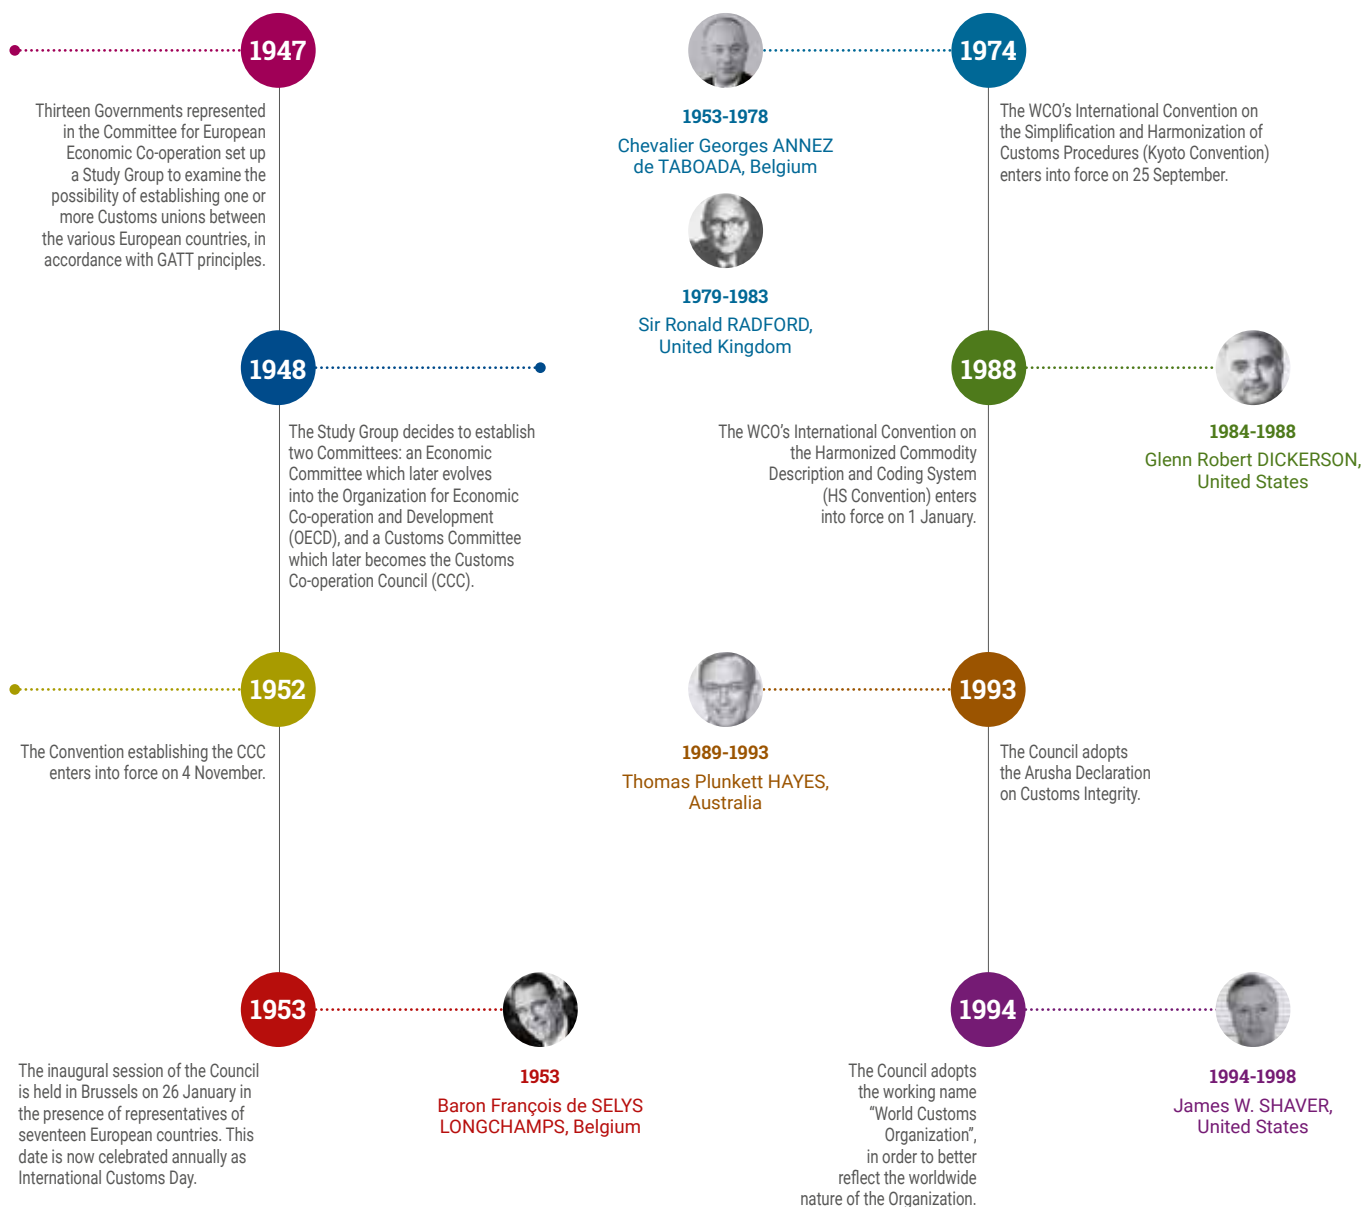 1947
Thirteen Governments represented
in the Committee for European
Economic Co-operation set up
a Study Group to examine the
possibility of establishing one or
more Customs unions between
the various European countries, in
accordance with GATT principles.
1948
The Study Group decides to establish
two Committees: an Economic
Committee which later evolves
into the Organization for Economic
Co-operation and Development
(OECD), and a Customs Committee
which later becomes the Customs
Co-operation Council (CCC).
1952
The Convention establishing the CCC
enters into force on 4 November.
1953
The inaugural session of the Council
is held in Brussels on 26 January in
the presence of representatives of
seventeen European countries. This
date is now celebrated annually as
International Customs Day.
1953
Baron François de SELYS
LONGCHAMPS, Belgium
1953-1978
Chevalier Georges ANNEZ
de TABOADA, Belgium
1979-1983
Sir Ronald RADFORD,
United Kingdom
1974
The WCO's International Convention on
the Simplification and Harmonization of
Customs Procedures (Kyoto Convention)
enters into force on 25 September.
1988
The WCO's International Convention on
the Harmonized Commodity
Description and Coding System
(HS Convention) enters
into force on 1 January.
1984-1988
Glenn Robert DICKERSON,
United States
1989-1993
Thomas Plunkett HAYES,
Australia
1993
The Council adopts
the Arusha Declaration
on Customs Integrity.
1994
The Council adopts
the working name
“World Customs
Organization”,
in order to better
reflect the worldwide
nature of the Organization.
1994-1998
James W. SHAVER,
United States